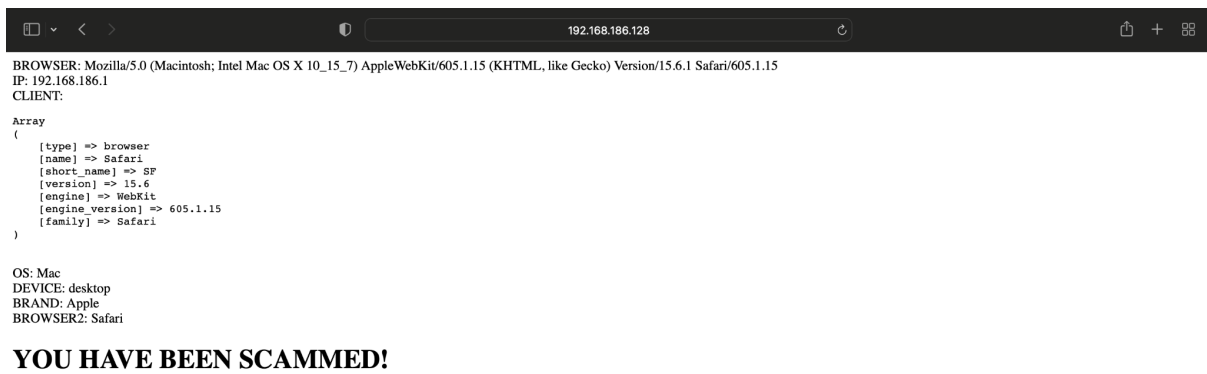 192.168.186.128
BROWSER: Mozilla/5.0 (Macintosh; Intel Mac OS X 10_15_7) AppleWebKit/605.1.15 (KHTML, like Gecko) Version/15.6.1 Safari/605.1.15
IP: 192.168.186.1
CLIENT:
Array
(
    [type] => browser
    [name] => Safari
    [short_name] => SF
    [version] => 15.6
    [engine] => WebKit
    [engine_version] => 605.1.15
    [family] => Safari
)
OS: Mac
DEVICE: desktop
BRAND: Apple
BROWSER2: Safari
YOU HAVE BEEN SCAMMED!